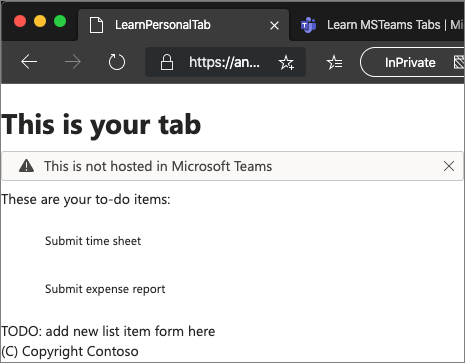 LearnPersonalTab
Learn MSTeams Tabs | Mi
https://an...
InPrivate
This is your tab
This is not hosted in Microsoft Teams
These are your to-do items:
Submit time sheet
Submit expense report
TODO: add new list item form here
(C) Copyright Contoso